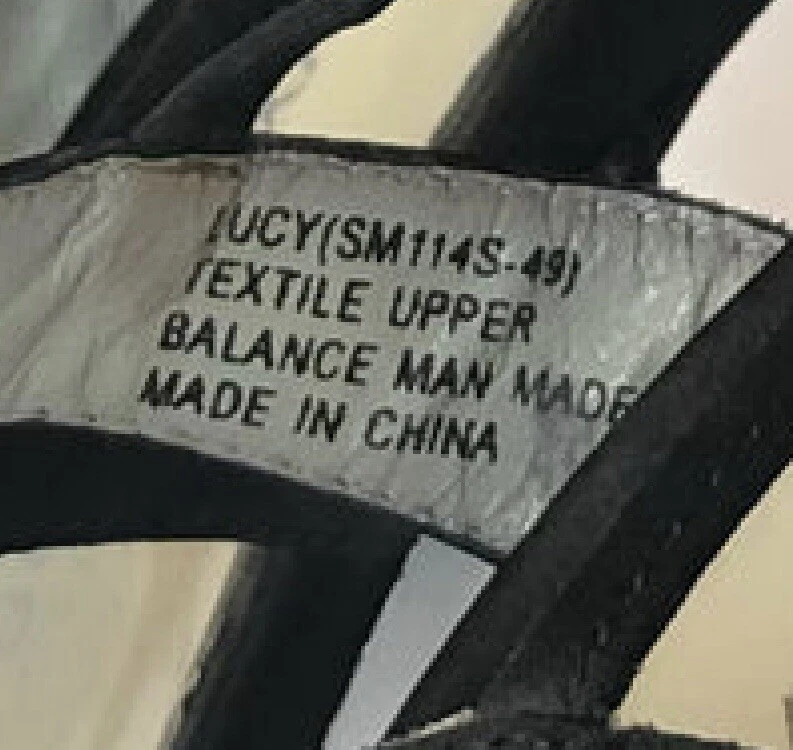 LUCY(SM114S-49)
TEXTILE UPPER
BALANCE MAN MADE
MADE IN CHINA